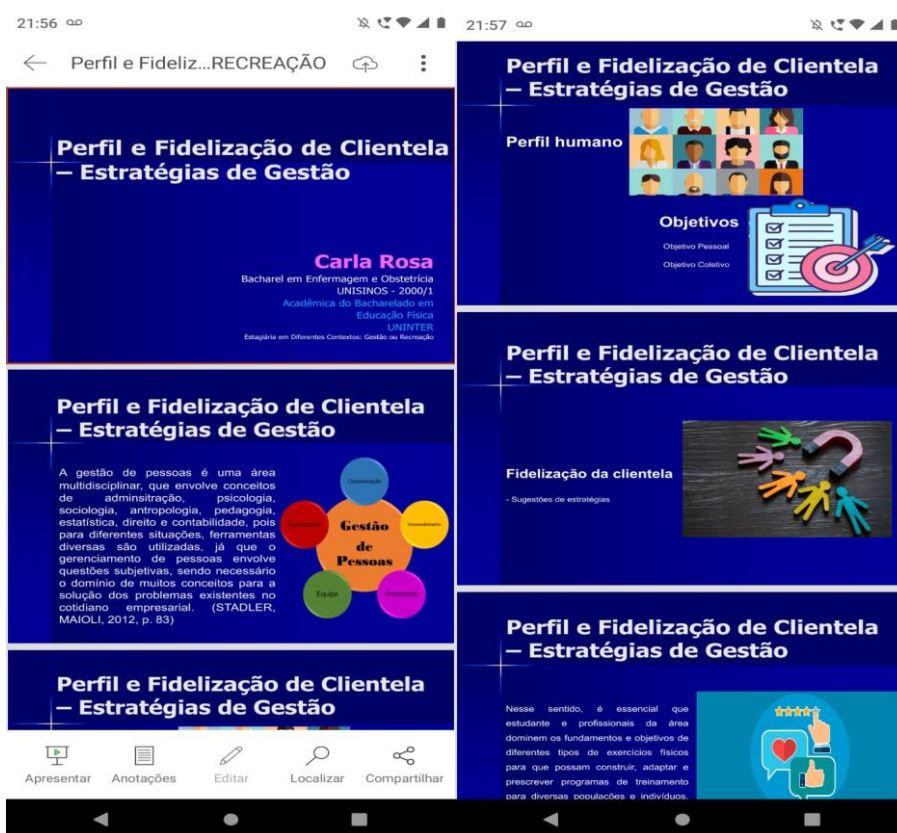 21:56
Perfil e Fideliz...RECREAÇÃO
Perfil e Fidelização de Clientela
– Estratégias de Gestão
Carla Rosa
Bacharel em Enfermagem e Obstetrícia
UNISINOS - 2000/1
Acadêmica do Bacharelado em
Educação Física
UNINTER
Estagiária em Diferentes Contextos: Gestão ou Recreação
Perfil e Fidelização de Clientela
– Estratégias de Gestão
A gestão de pessoas é uma área
multidisciplinar, que envolve conceitos
de adminsitração, psicologia,
sociologia, antropologia, pedagogia,
estatística, direito e contabilidade, pois
para diferentes situações, ferramentas
diversas são utilizadas, já que o
gerenciamento de pessoas envolve
questões subjetivas, sendo necessário
o domínio de muitos conceitos para a
solução dos problemas existentes no
cotidiano empresarial. (STADLER,
MAIOLI, 2012, p. 83)
Comunicação
Gestão
de
Pessoas
Equipe
Processos
Perfil e Fidelização de Clientela
– Estratégias de Gestão
Apresentar
Anotações
Editar
Localizar
Compartilhar
21:57
Perfil e Fidelização de Clientela
– Estratégias de Gestão
Perfil humano
Objetivos
Objetivo Pessoal
Objetivo Coletivo
Perfil e Fidelização de Clientela
– Estratégias de Gestão
Fidelização da clientela
- Sugestões de estratégias
Perfil e Fidelização de Clientela
– Estratégias de Gestão
Nesse sentido, é essencial que
estudante e profissionais da área
dominem os fundamentos e objetivos de
diferentes tipos de exercícios físicos
para que possam construir, adaptar e
prescrever programas de treinamento
para diversas populações e indivíduos.